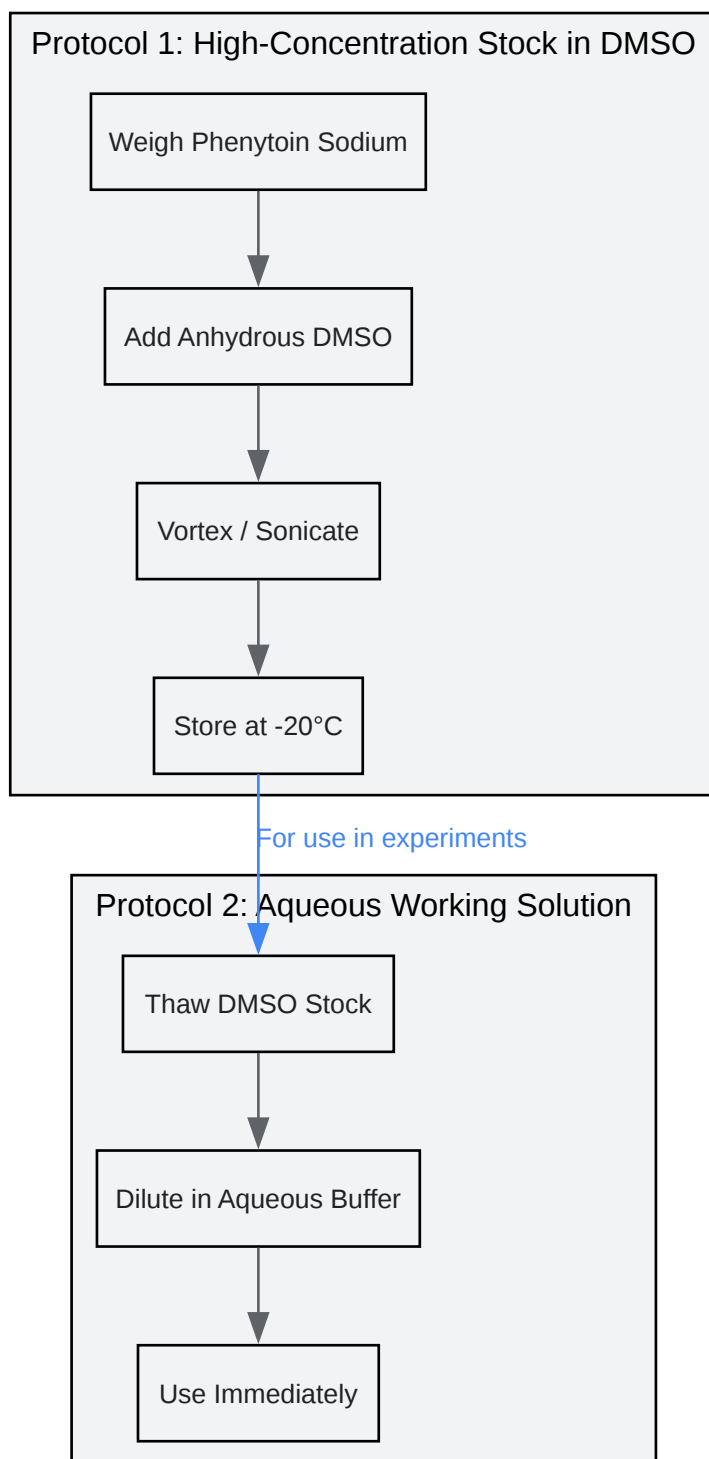 Protocol 1: High-Concentration Stock in DMSO
Weigh Phenytoin Sodium
Add Anhydrous DMSO
Vortex / Sonicate
Store at -20°C
For use in experiments
Protocol 2: Aqueous Working Solution
Thaw DMSO Stock
Dilute in Aqueous Buffer
Use Immediately